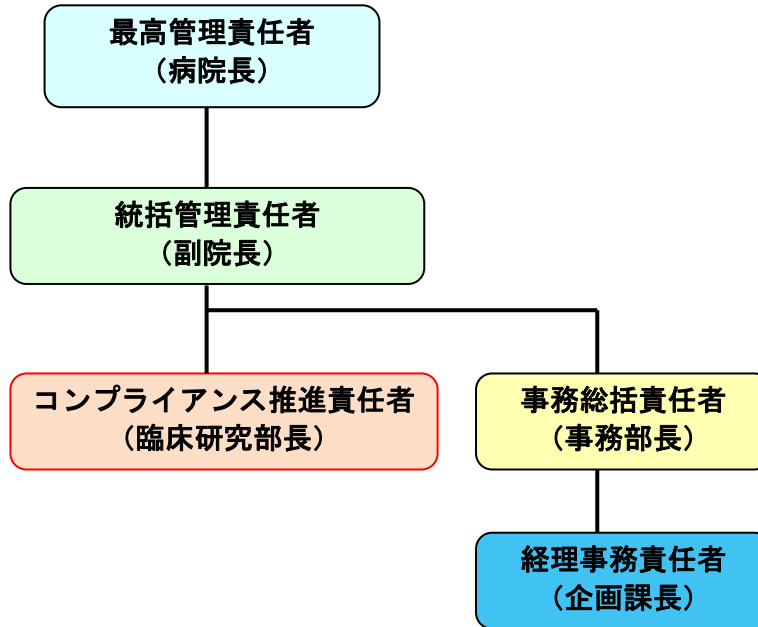 最高管理責任者
（病院長）
統括管理責任者
（副院長）
コンプライアンス推進責任者
（臨床研究部長）
事務総括責任者
（事務部長）
経理事務責任者
（企画課長）